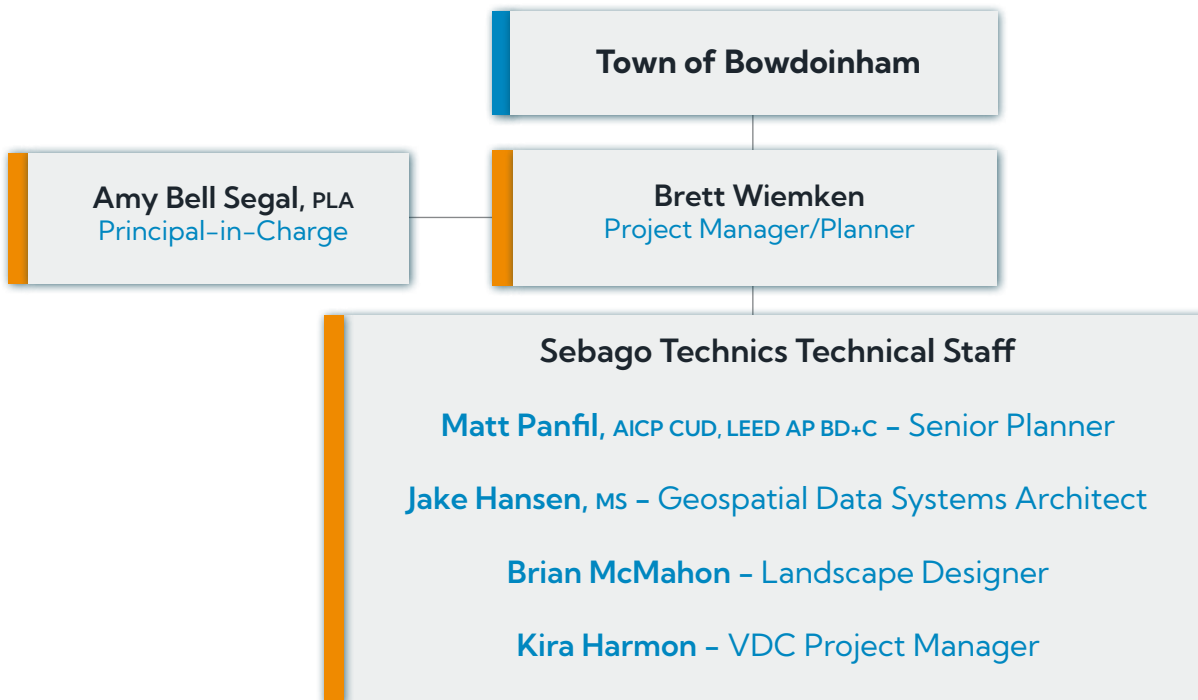 Town of Bowdoinham
Amy Bell Segal, PLA
Principal-in-Charge
Brett Wiemken
Project Manager/Planner
Sebago Technics Technical Staff
Matt Panfil, AICP CUD, LEED AP BD+C – Senior Planner
Jake Hansen, MS – Geospatial Data Systems Architect
Brian McMahon – Landscape Designer
Kira Harmon – VDC Project Manager